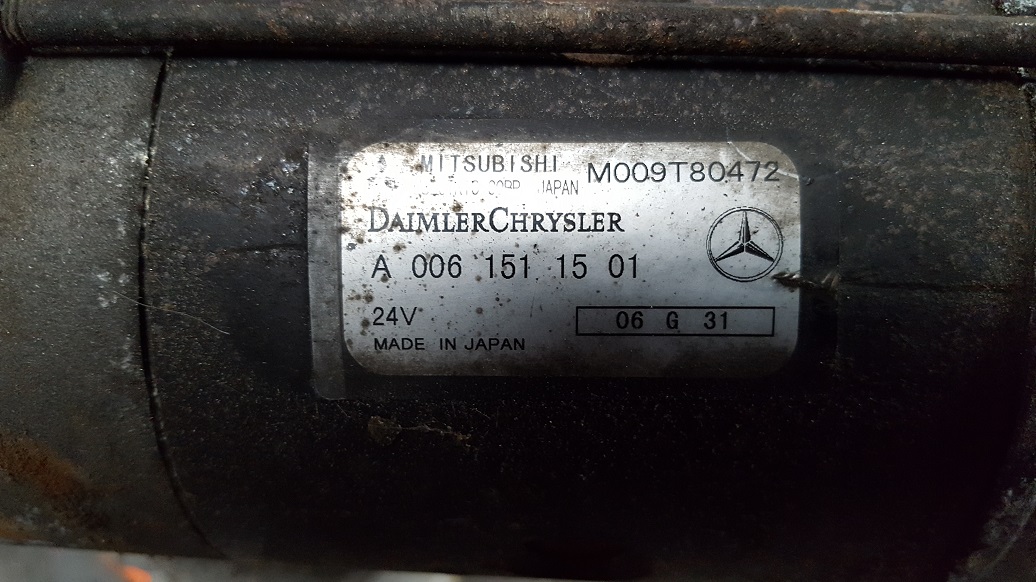 MITSUBISHI M009T80472
CORP. JAPAN
DAIMLERCHRYSLER
A 006 151 15 01
24V 06 G 31
MADE IN JAPAN